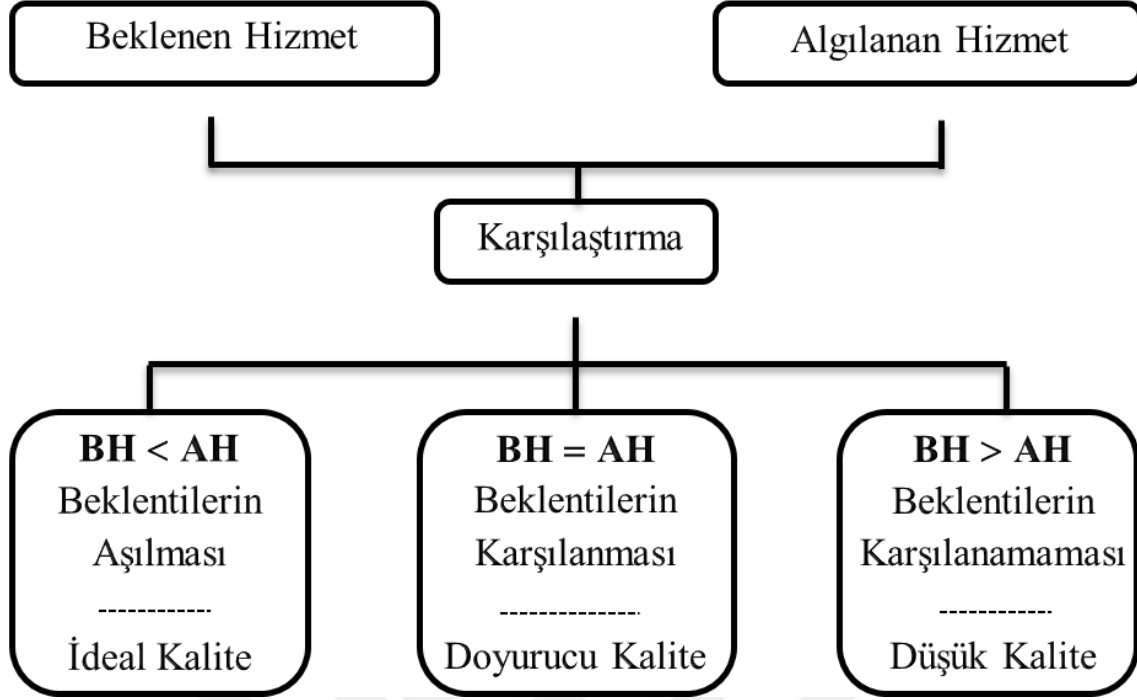 Beklenen Hizmet
Algılanan Hizmet
Karşılaştırma
BH < AH
Beklentilerin
Aşılması
------------
İdeal Kalite
BH = AH
Beklentilerin
Karşılanması
---------------
Doyurucu Kalite
BH > AH
Beklentilerin
Karşılanamaması
------------
Düşük Kalite